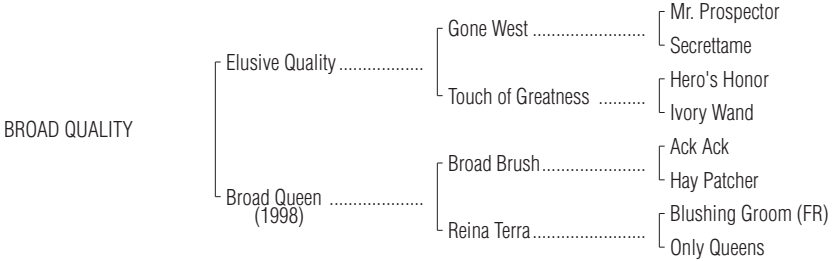 Mr. Prospector
Gone West ........................
Secrettame
Elusive Quality ..................
Hero's Honor
Touch of Greatness ..........
Ivory Wand
BROAD QUALITY
Ack Ack
Broad Brush ......................
Hay Patcher
Broad Queen ....................
(1998)
Blushing Groom (FR)
Reina Terra ........................
Only Queens